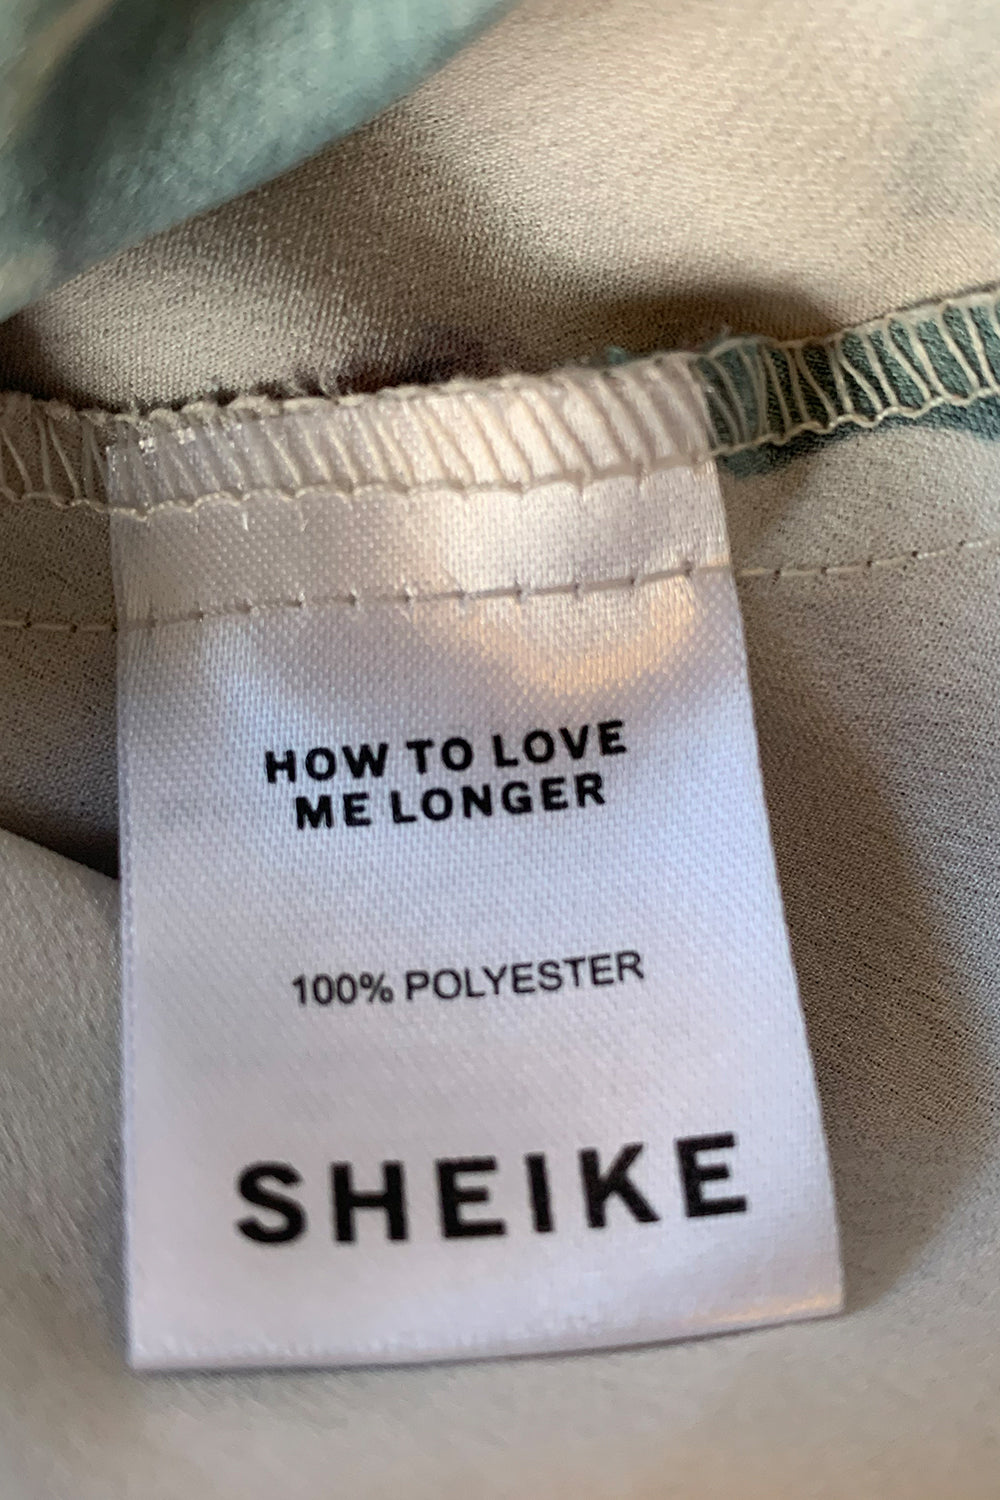 HOW TO LOVE
ME LONGER
100% POLYESTER
SHEIKE